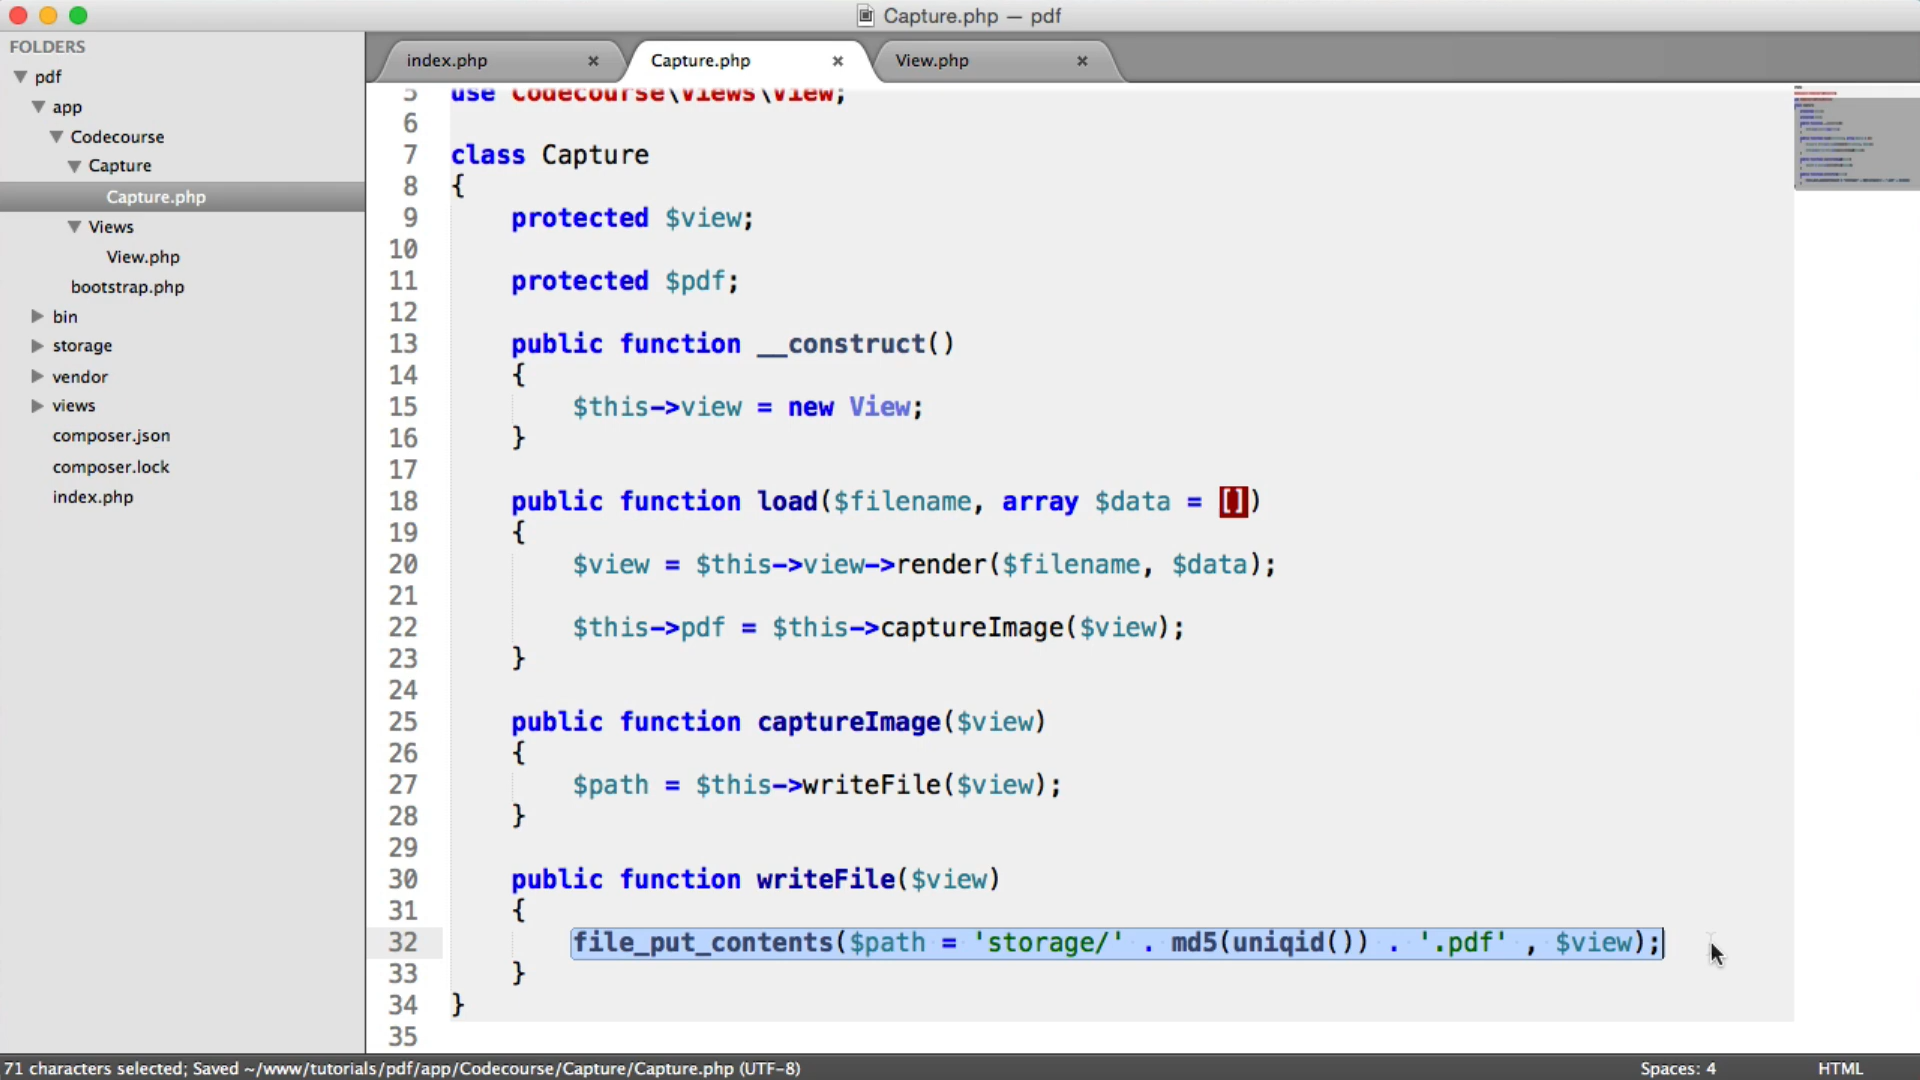 Capture.php — pdf
FOLDERS
pdf
app
Codecourse
Capture
Capture.php
Views
View.php
bootstrap.php
bin
storage
vendor
views
composer.json
composer.lock
index.php
index.php × Capture.php × View.php ×
5 use Codecourse\Views\View;
6
7 class Capture
8 {
9 protected $view;
10
11 protected $pdf;
12
13 public function __construct()
14 {
15 $this->view = new View;
16 }
17
18 public function load($filename, array $data = [])
19 {
20 $view = $this->view->render($filename, $data);
21
22 $this->pdf = $this->captureImage($view);
23 }
24
25 public function captureImage($view)
26 {
27 $path = $this->writeFile($view);
28 }
29
30 public function writeFile($view)
31 {
32 file_put_contents($path = 'storage/' . md5(uniqid()) . '.pdf' , $view);
33 }
34 }
35
71 characters selected; Saved ~/www/tutorials/pdf/app/Codecourse/Capture/Capture.php (UTF-8) Spaces: 4 HTML